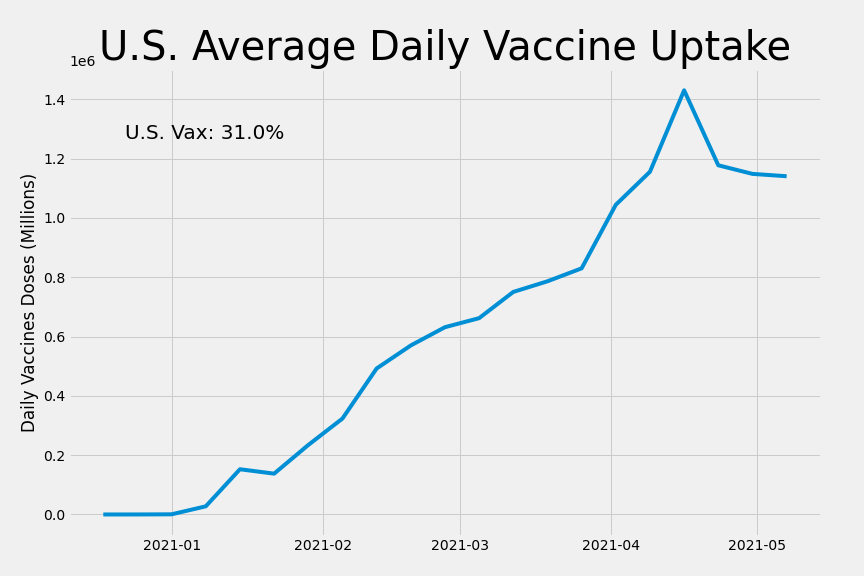 U.S. Average Daily Vaccine Uptake
1e6
1.4
U.S. Vax: 31.0%
1.2
1.0
0.8
0.6
0.4
0.2
0.0
Daily Vaccines Doses (Millions)
2021-01 2021-02 2021-03 2021-04 2021-05